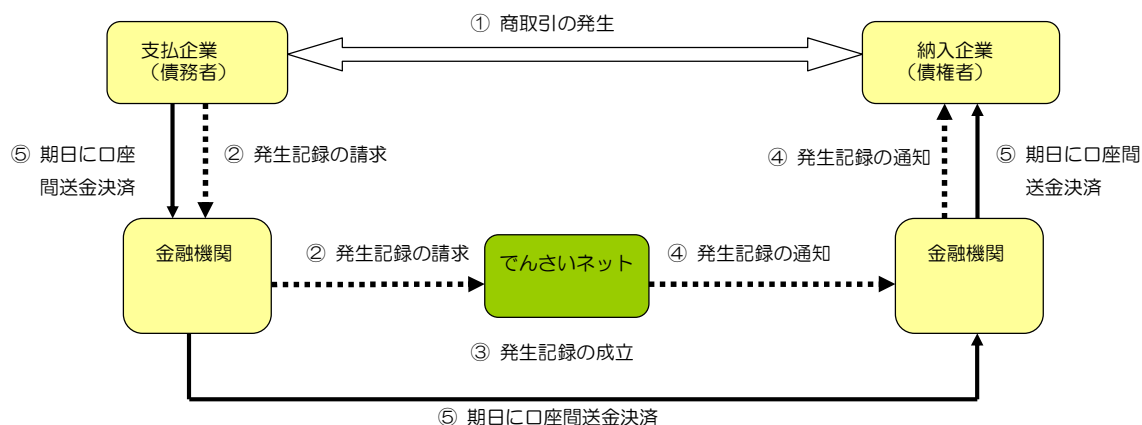 ① 商取引の発生
支払企業
（債務者）
納入企業
（債権者）
⑤ 期日に口座
間送金決済
② 発生記録の請求
④ 発生記録の通知
⑤ 期日に口座間
送金決済
金融機関
② 発生記録の請求
でんさいネット
④ 発生記録の通知
金融機関
③ 発生記録の成立
⑤ 期日に口座間送金決済